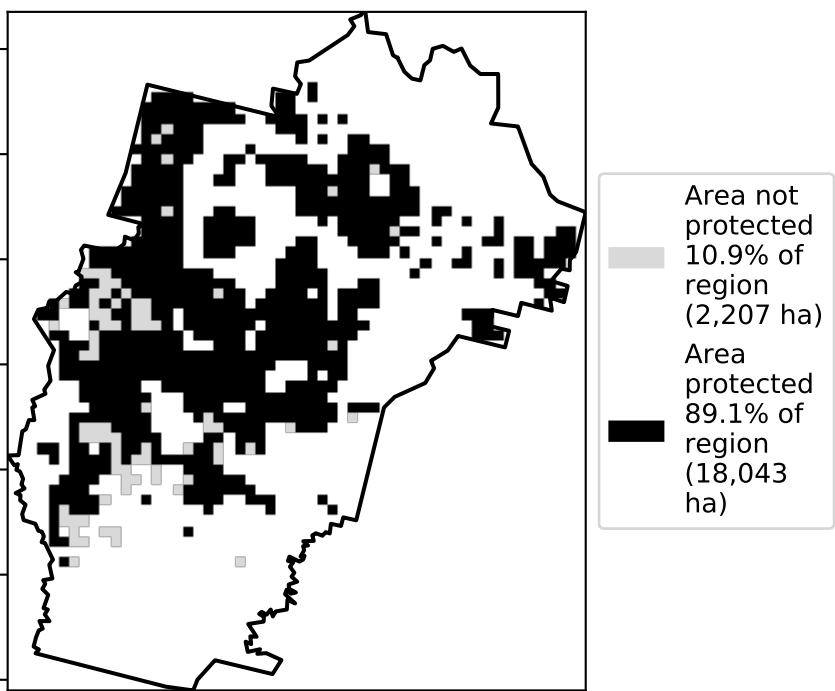 Area not
protected
10.9% of
region
(2,207 ha)
Area
protected
89.1% of
region
(18,043
ha)